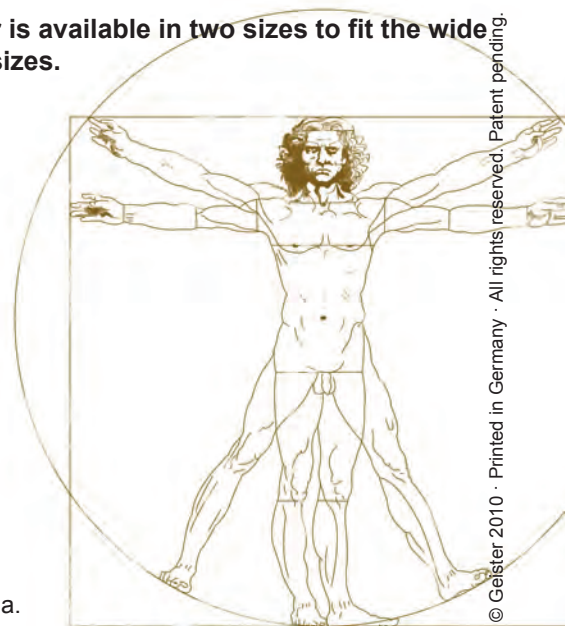 is available in two sizes to fit the wide
sizes.
a.
© Geister 2010 · Printed in Germany · All rights reserved. Patent pending.